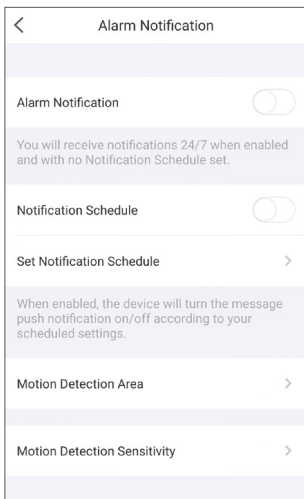 Alarm Notification
Alarm Notification
You will receive notifications 24/7 when enabled
and with no Notification Schedule set.
Notification Schedule
Set Notification Schedule
When enabled, the device will turn the message
push notification on/off according to your
scheduled settings.
Motion Detection Area
Motion Detection Sensitivity